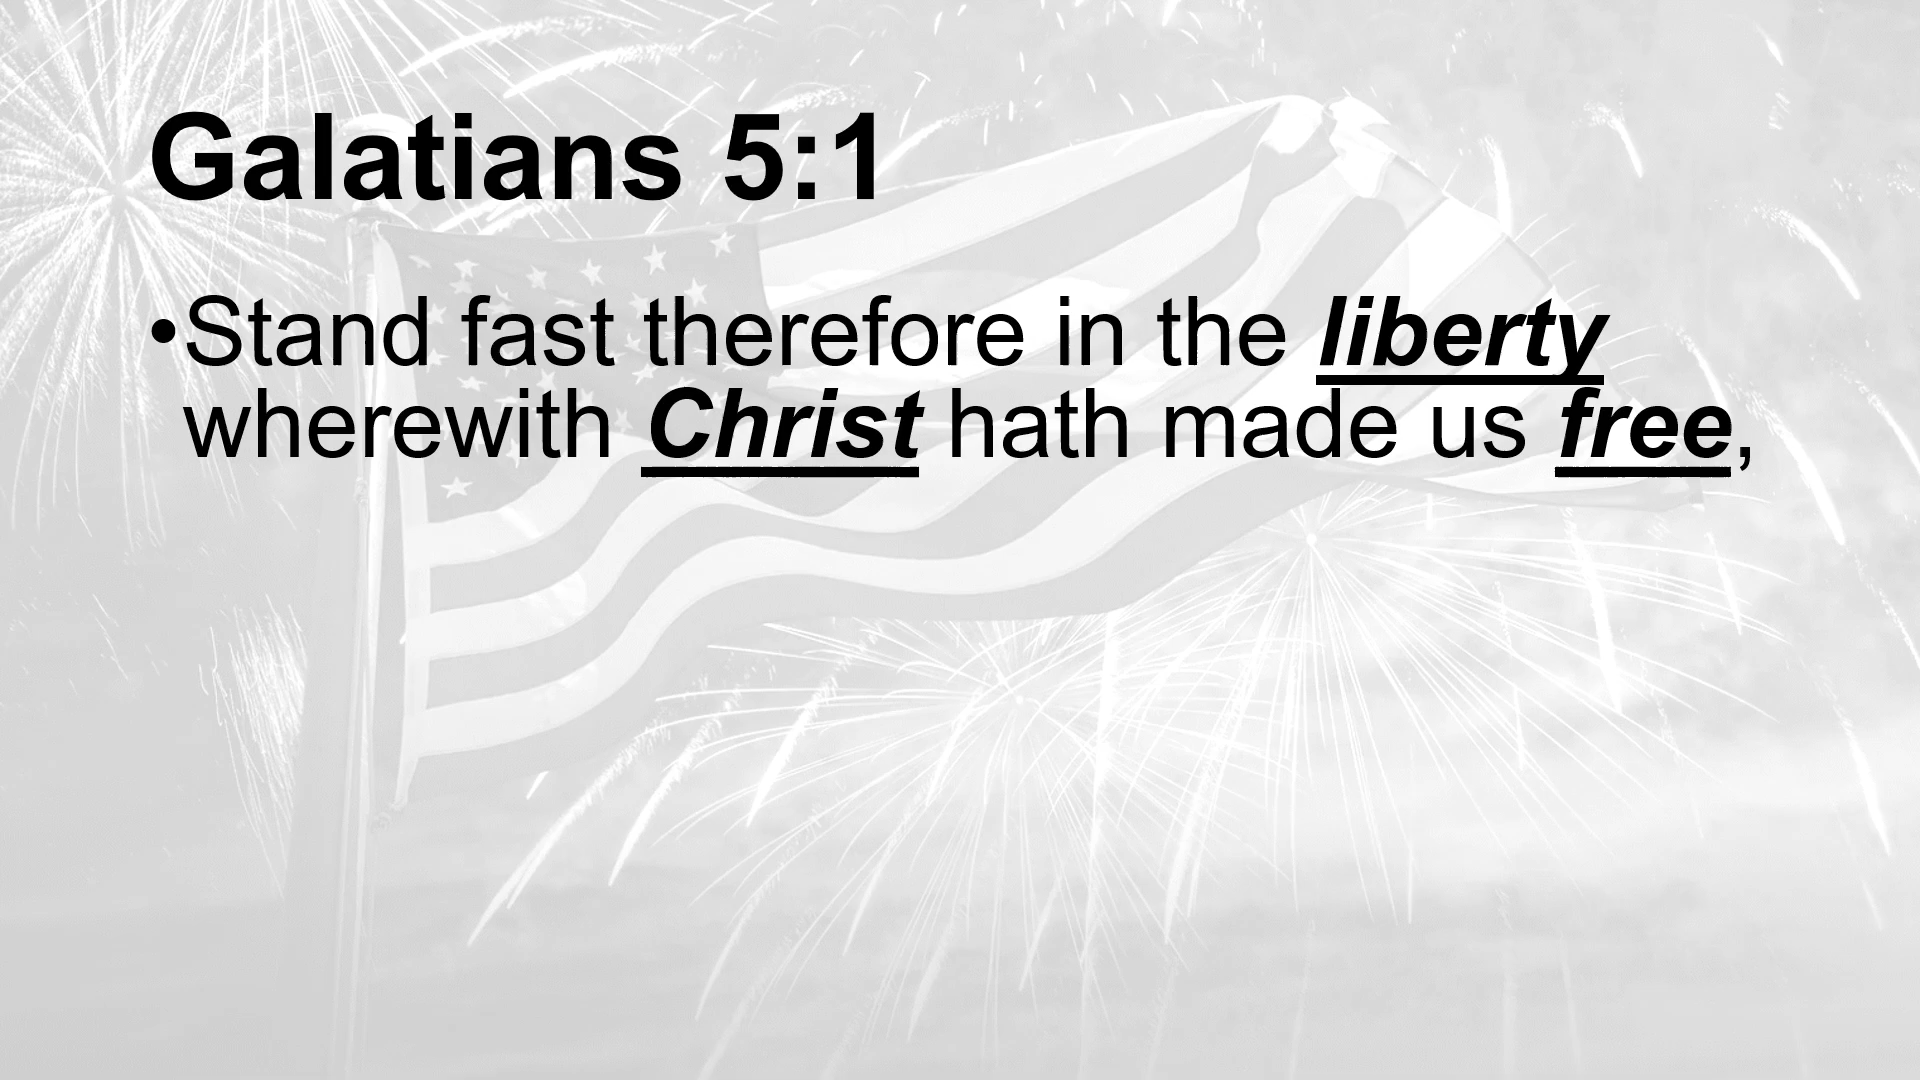 Galatians 5:1
•Stand fast therefore in the liberty
wherewith Christ hath made us free,